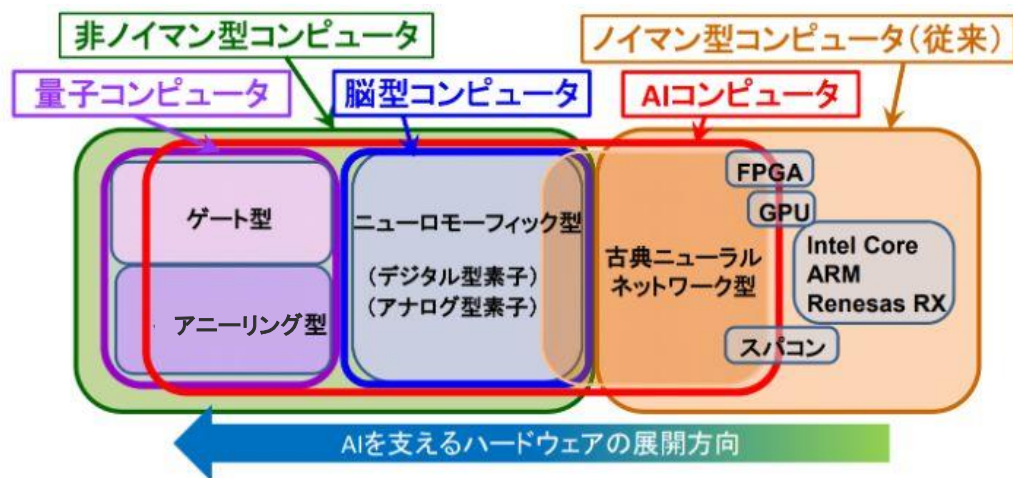 非ノイマン型コンピュータ
ノイマン型コンピュータ(従来)
量子コンピュータ
脳型コンピュータ
AIコンピュータ
ゲート型
アニーリング型
ニューロモーフィック型
(デジタル型素子)
(アナログ型素子)
古典ニューラル
ネットワーク型
FPGA
GPU
Intel Core
ARM
Renesas RX
スパコン
AIを支えるハードウェアの展開方向